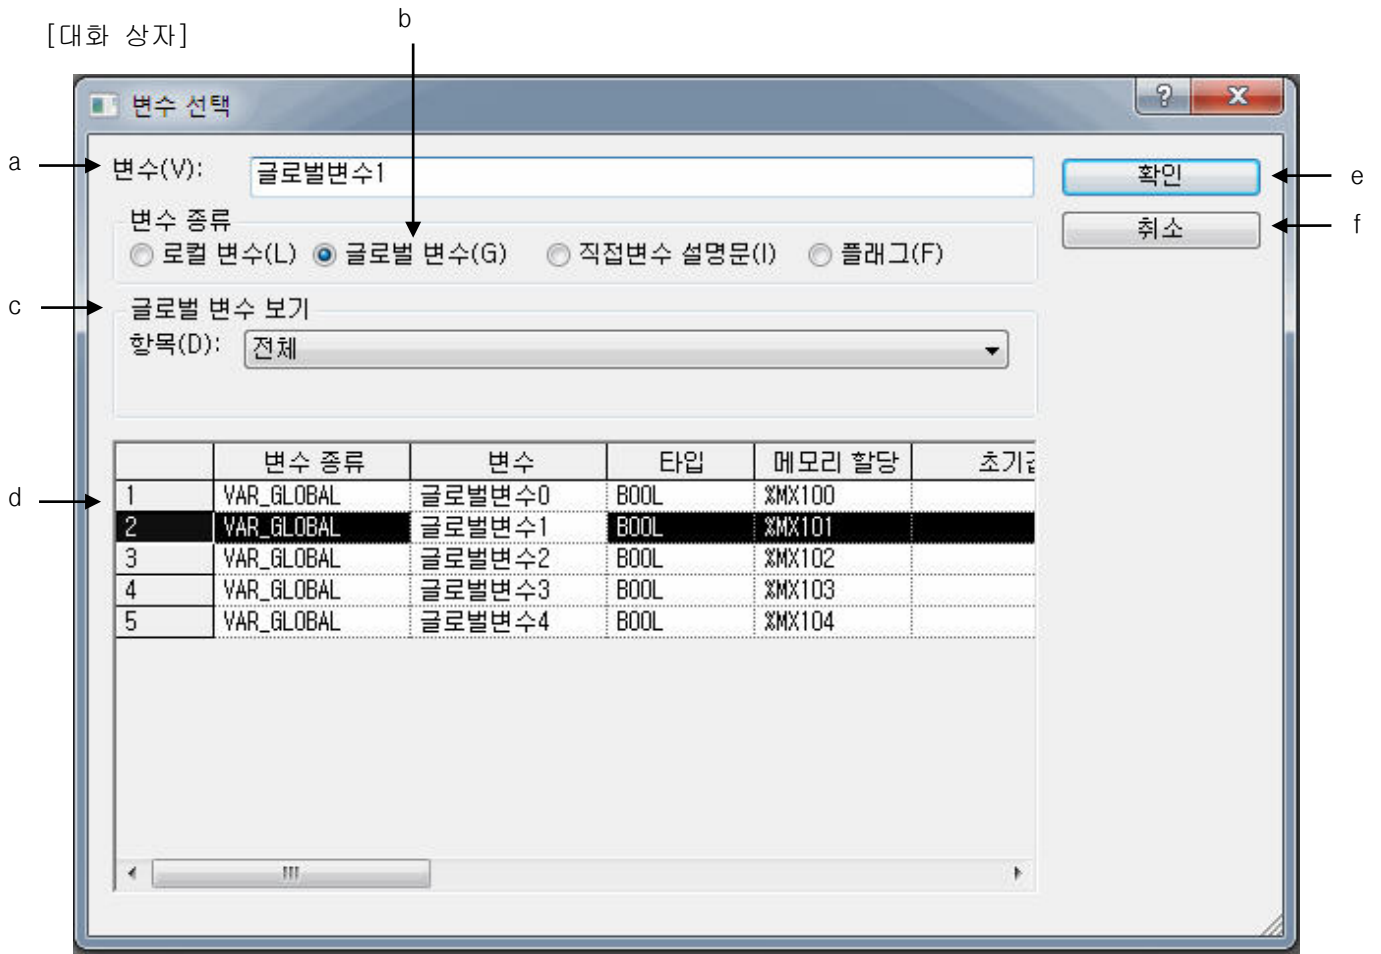 b
[대화 상자]
변수 선택
?
a 변수(V): 글로벌변수1 확인 e
변수 종류 취소 f
로컬 변수(L) 글로벌 변수(G) 직접변수 설명문(I) 플래그(F)
c 글로벌 변수 보기
항목(D): 전체
변수 종류 변수 타입 메모리 할당 초기
d 1 VAR_GLOBAL 글로벌변수0 BOOL %MX100
2 VAR_GLOBAL 글로벌변수1 BOOL %MX101
3 VAR_GLOBAL 글로벌변수2 BOOL %MX102
4 VAR_GLOBAL 글로벌변수3 BOOL %MX103
5 VAR_GLOBAL 글로벌변수4 BOOL %MX104